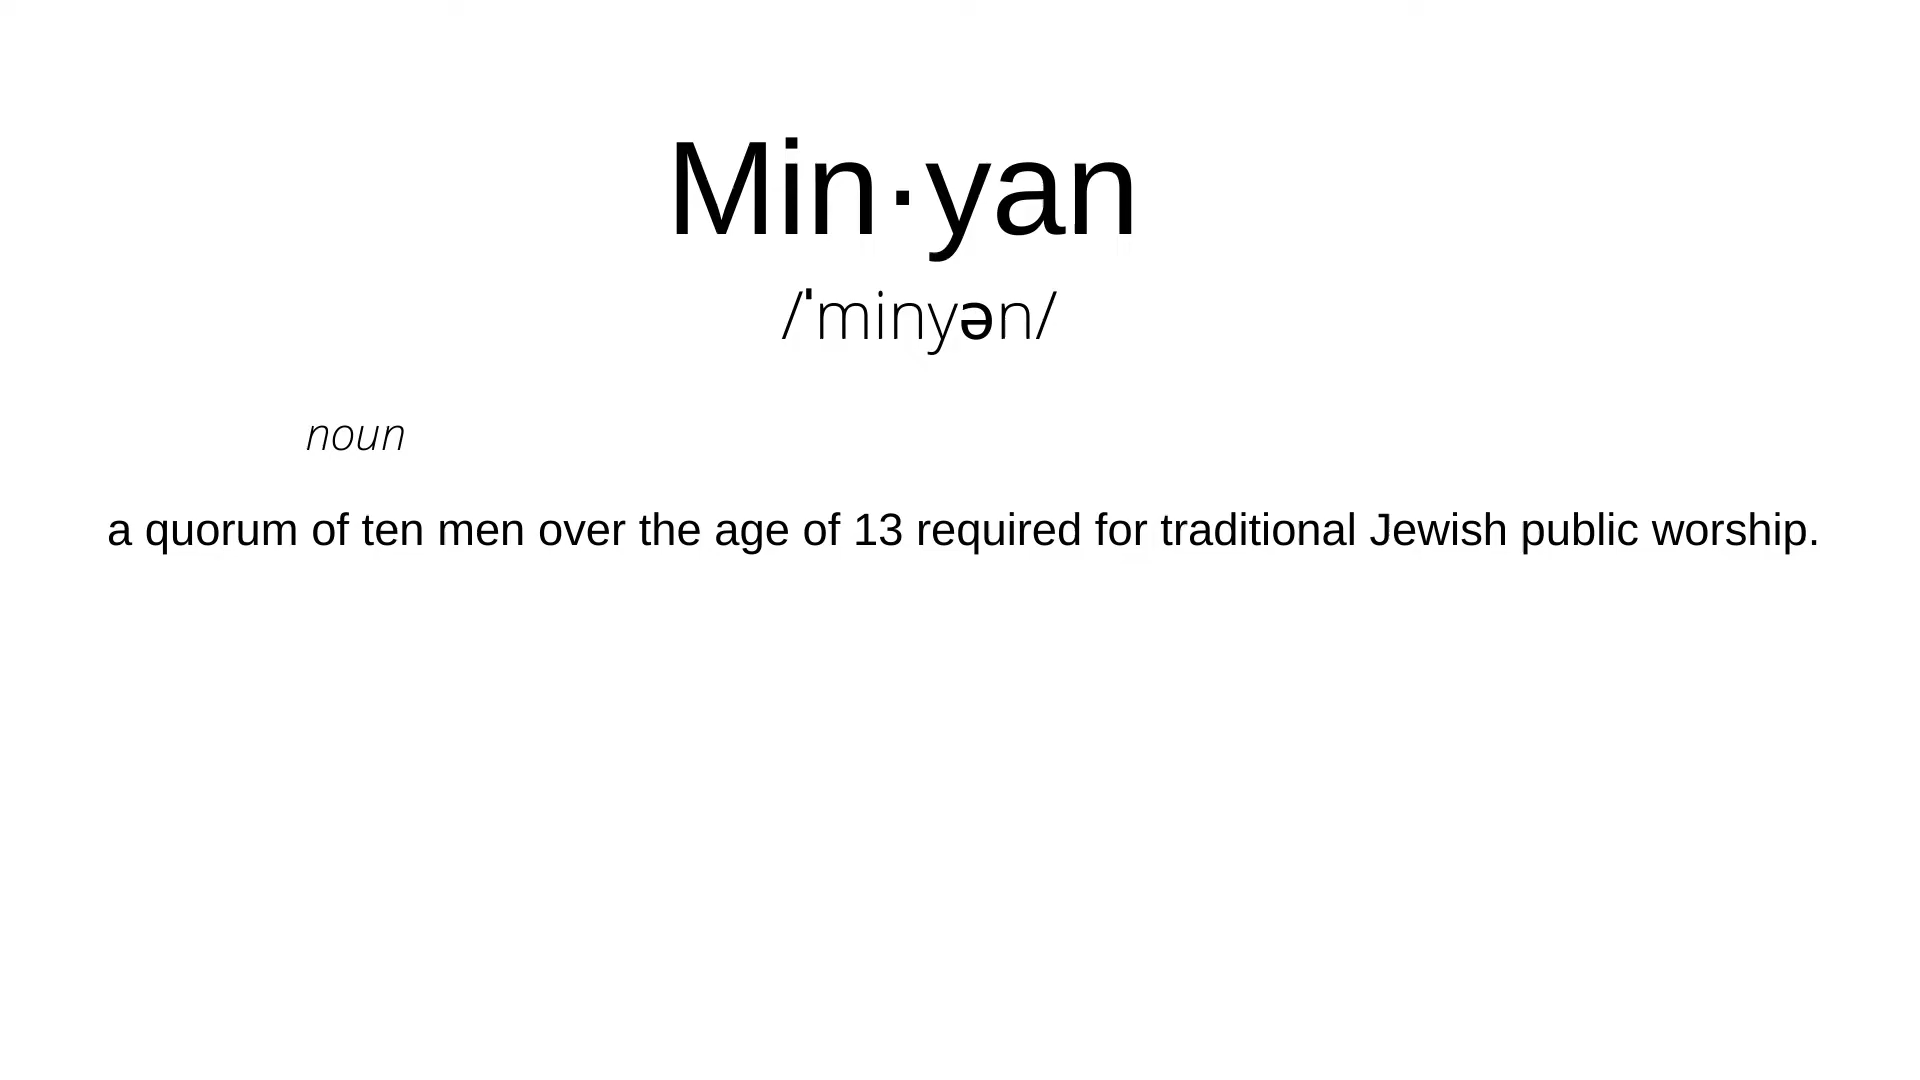 Min·yan
/ˈminyən/
noun
a quorum of ten men over the age of 13 required for traditional Jewish public worship.